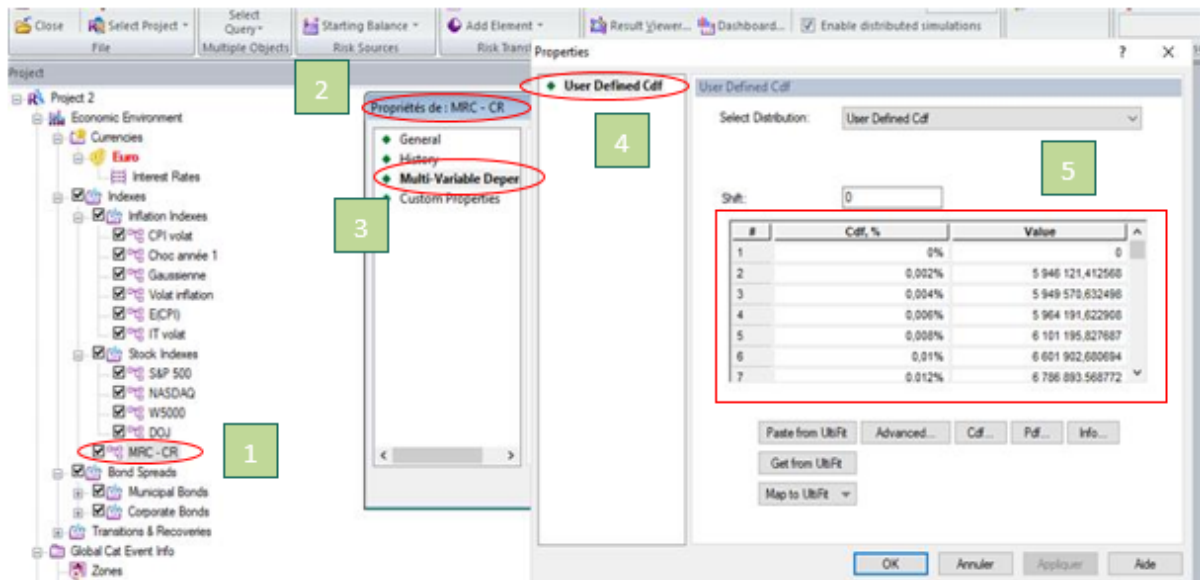 Close
Select Project
Select Query
Starting Balance
Add Element
Result Viewer...
Dashboard...
Enable distributed simulations
File
Multiple Objects
Risk Sources
Risk Transf
Project
Project 2
Economic Environment
Currencies
Euro
Interest Rates
Indexes
Inflation Indexes
CPI volat
Choc année 1
Gaussienne
Volat inflation
E(CPI)
IT volat
Stock Indexes
S&P 500
NASDAQ
W5000
DOJ
MRC - CR
Bond Spreads
Municipal Bonds
Corporate Bonds
Transitions & Recoveries
Global Cat Event Info
Zones
1
2
Propriétés de : MRC - CR
General
History
Multi-Variable Deper
Custom Properties
3
Properties
? X
User Defined Cdf
4
User Defined Cdf
Select Distribution: User Defined Cdf
5
Shift: 0
# Cdf, % Value
1 0% 0
2 0,002% 5 946 121,412568
3 0,004% 5 949 570,632498
4 0,006% 5 964 191,622908
5 0,008% 6 101 195,827687
6 0,01% 6 601 902,680694
7 0.012% 6 786 893.568772
Paste from UltiFit Advanced... Cdf... Pdf... Info...
Get from UltiFit
Map to UltiFit
OK Annuler Appliquer Aide